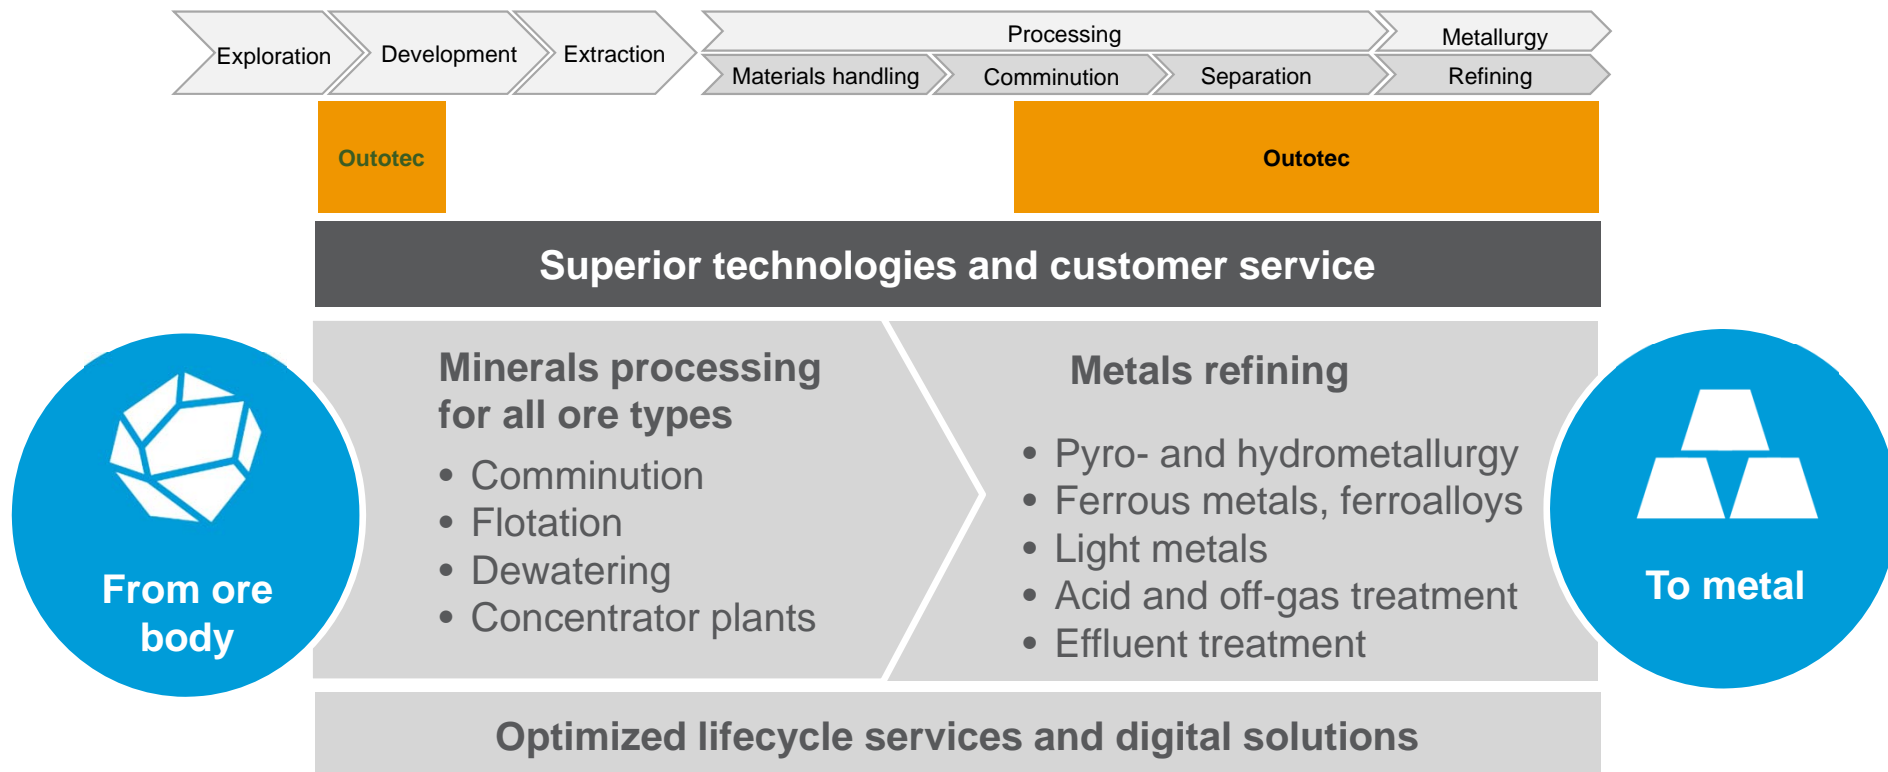 Exploration
Development
Extraction
Processing
Metallurgy
Materials handling
Comminution
Separation
Refining
Outotec
Outotec
Superior technologies and customer service
From ore
body
Minerals processing
for all ore types
• Comminution
• Flotation
• Dewatering
• Concentrator plants
Metals refining
• Pyro- and hydrometallurgy
• Ferrous metals, ferroalloys
• Light metals
• Acid and off-gas treatment
• Effluent treatment
To metal
Optimized lifecycle services and digital solutions